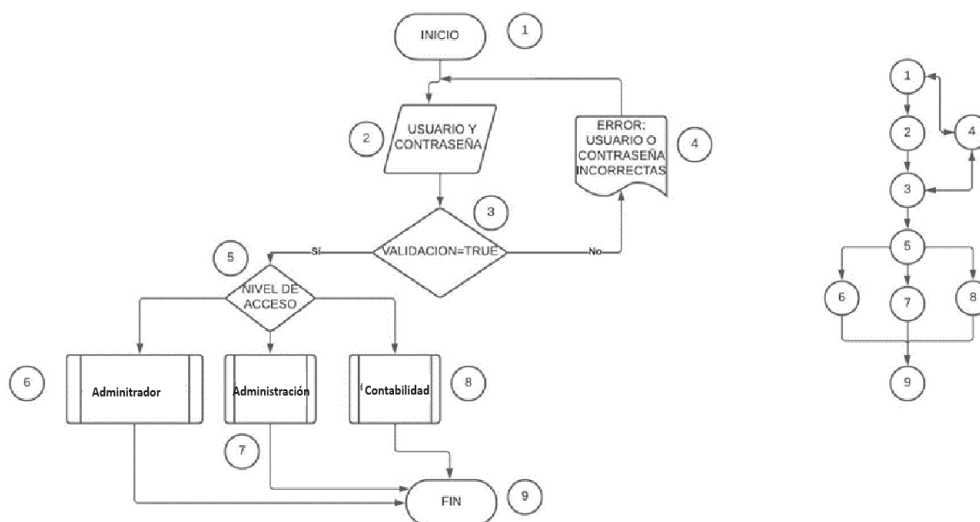 INICIO
1
2
USUARIO Y
CONTRASEÑA
ERROR:
USUARIO O
CONTRASEÑA
INCORRECTAS
4
3
VALIDACION=TRUE
Sí
No
5
NIVEL DE
ACCESO
6
Adminitrador
Administración
Contabilidad
8
7
FIN
9
1
2
4
3
5
6
7
8
9